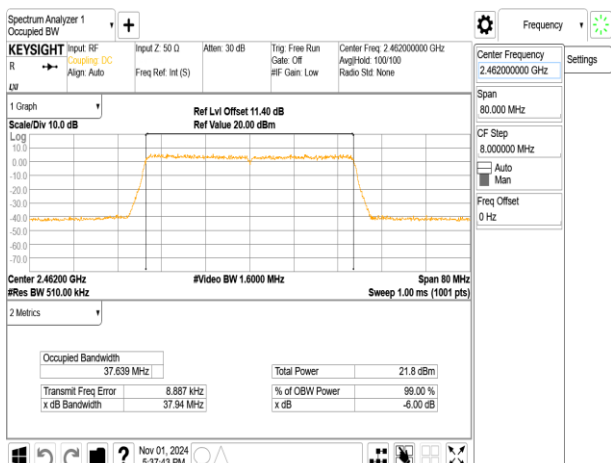 Spectrum Analyzer 1
Occupied BW
Frequency
KEYSIGHT
R
Input: RF
Coupling: DC
Align: Auto
Input Z: 50 Ω
Freq Ref: Int (S)
Atten: 30 dB
Trig: Free Run
Gate: Off
#IF Gain: Low
Center Freq: 2.462000000 GHz
Avg|Hold: 100/100
Radio Std: None
Center Frequency
2.462000000 GHz
Settings
Span
80.000 MHz
CF Step
8.000000 MHz
Auto
Man
Freq Offset
0 Hz
1 Graph
Scale/Div 10.0 dB
Ref Lvl Offset 11.40 dB
Ref Value 20.00 dBm
Log
10.0
0.00
-10.0
-20.0
-30.0
-40.0
-50.0
-60.0
-70.0
Center 2.46200 GHz
#Res BW 510.00 kHz
#Video BW 1.6000 MHz
Span 80 MHz
Sweep 1.00 ms (1001 pts)
2 Metrics
Occupied Bandwidth
37.639 MHz
Transmit Freq Error 8.887 kHz
x dB Bandwidth 37.94 MHz
Total Power 21.8 dBm
% of OBW Power 99.00 %
x dB -6.00 dB
?
Nov 01, 2024
5:37:43 PM